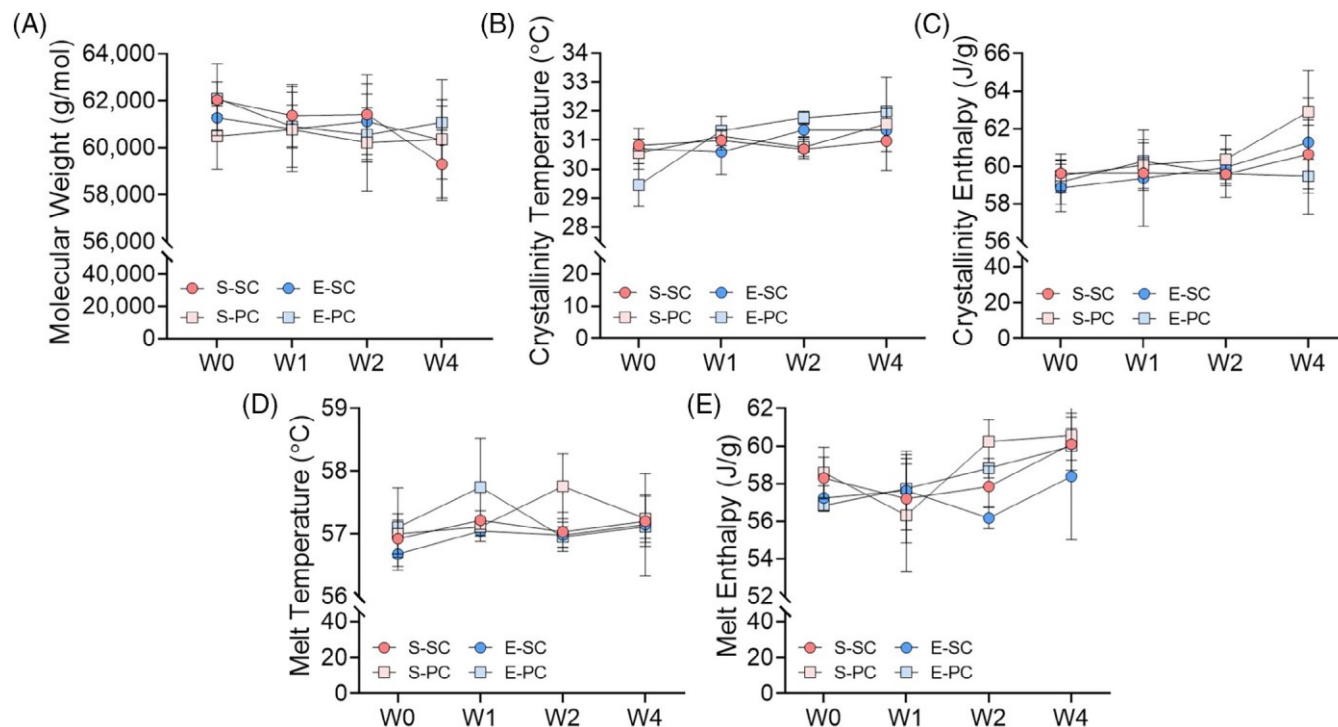 (A)
Molecular Weight (g/mol)
64,000
62,000
60,000
58,000
56,000
40,000
20,000
0
S-SC
E-SC
S-PC
E-PC
W0 W1 W2 W4
(B)
Crystallinity Temperature (°C)
34
33
32
31
30
29
28
20
10
0
S-SC
E-SC
S-PC
E-PC
W0 W1 W2 W4
(C)
Crystallinity Enthalpy (J/g)
66
64
62
60
58
56
40
20
0
S-SC
E-SC
S-PC
E-PC
W0 W1 W2 W4
(D)
Melt Temperature (°C)
59
58
57
56
40
20
0
S-SC
E-SC
S-PC
E-PC
W0 W1 W2 W4
(E)
Melt Enthalpy (J/g)
62
60
58
56
54
52
40
20
0
S-SC
E-SC
S-PC
E-PC
W0 W1 W2 W4